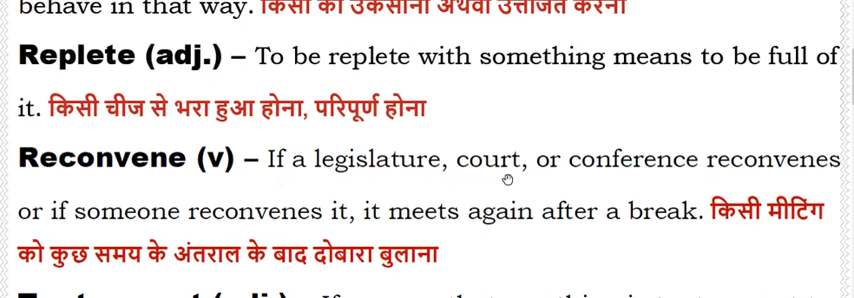 behave in that way. किसी को उकसाना अथवा उत्तेजित करना
Replete (adj.) – To be replete with something means to be full of
it. किसी चीज से भरा हुआ होना, परिपूर्ण होना
Reconvene (v) – If a legislature, court, or conference reconvenes
or if someone reconvenes it, it meets again after a break. किसी मीटिंग
को कुछ समय के अंतराल के बाद दोबारा बुलाना